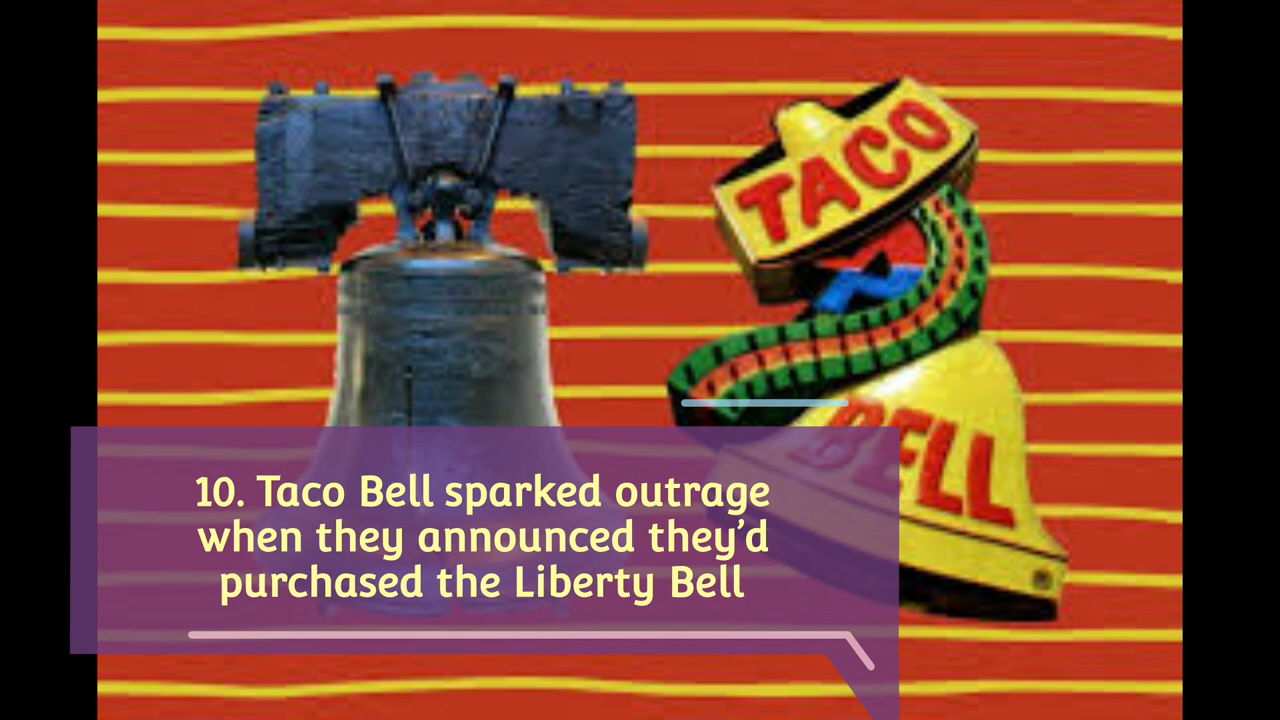 TACO
BELL
10. Taco Bell sparked outrage
when they announced they’d
purchased the Liberty Bell